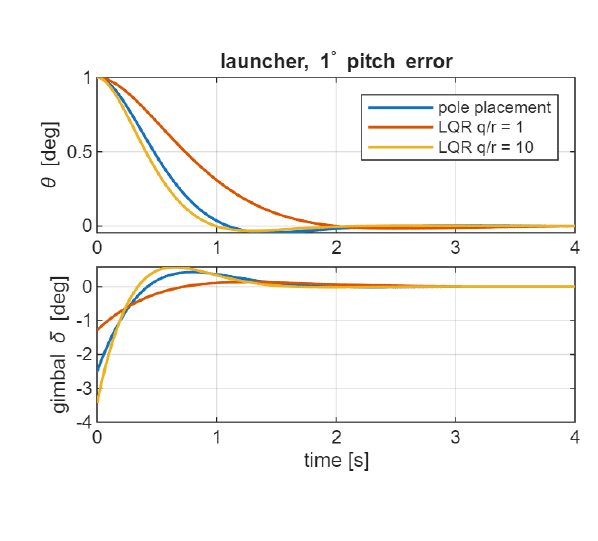 launcher, 1° pitch error
θ [deg]
1
0.5
0
pole placement
LQR q/r = 1
LQR q/r = 10
0 1 2 3 4
gimbal δ [deg]
0
-1
-2
-3
-4
0 1 2 3 4
time [s]